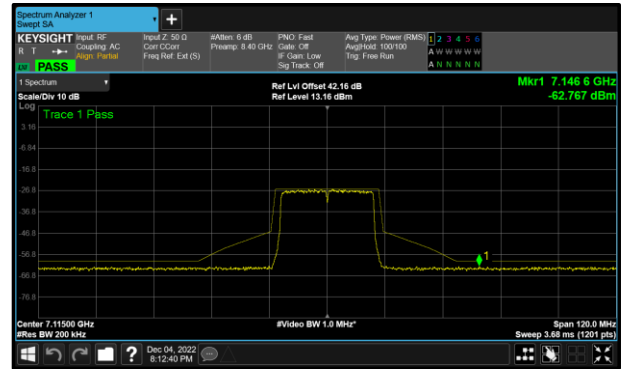 Spectrum Analyzer 1
Swept SA
+
KEYSIGHT Input: RF Input Z: 50 Ω #Atten: 6 dB PNO: Fast Avg Type: Power (RMS) 1 2 3 4 5 6
R T Coupling: AC Corr CCorr Preamp: 8.40 GHz Gate: Off Avg|Hold: 100/100 A W W W W W
Align: Partial Freq Ref: Ext (S) IF Gain: Low Trig: Free Run
PASS Sig Track: Off A N N N N N
1 Spectrum Ref Lvl Offset 42.16 dB Mkr1 7.146 6 GHz
Scale/Div 10 dB Ref Level 13.16 dBm -62.767 dBm
Log
Trace 1 Pass
3.16
-6.84
-16.8
-26.8
-36.8
-46.8
-56.8
1
-66.8
-76.8
Center 7.11500 GHz #Video BW 1.0 MHz* Span 120.0 MHz
#Res BW 200 kHz Sweep 3.68 ms (1201 pts)
? Dec 04, 2022
8:12:40 PM